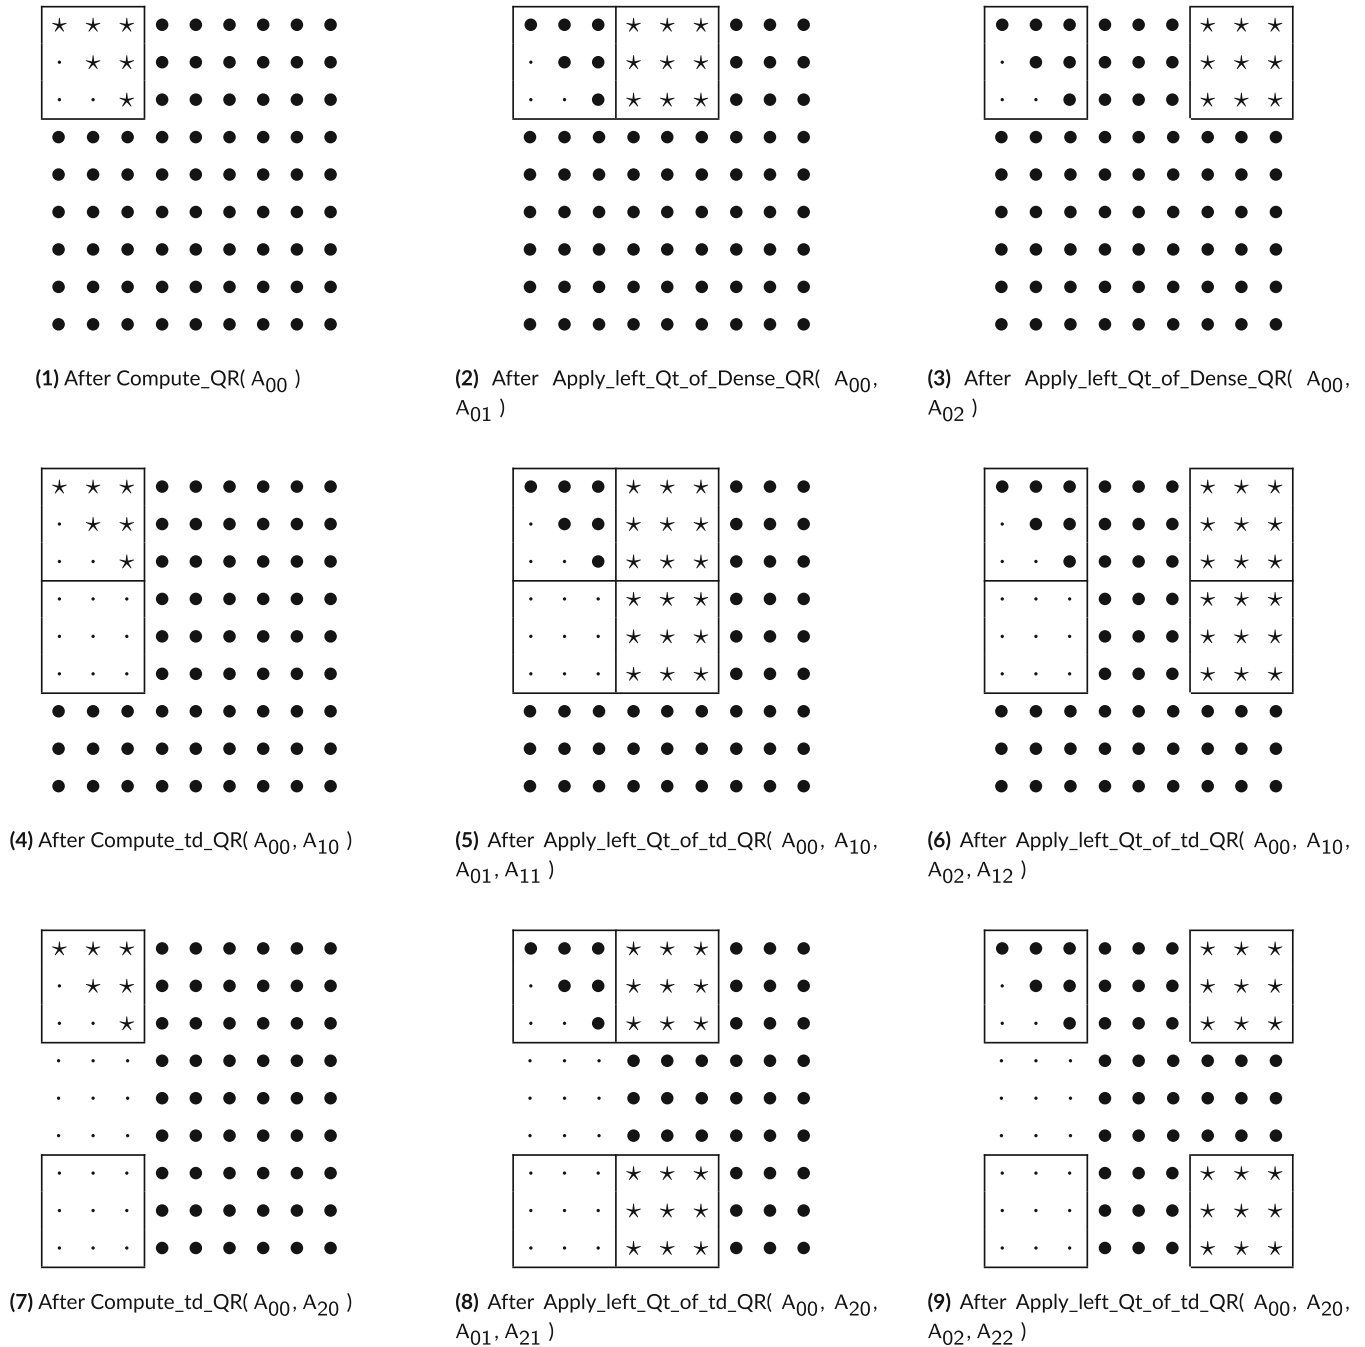 (1) After Compute_QR( A00 )
(2) After Apply_left_Qt_of_Dense_QR( A00,
A01 )
(3) After Apply_left_Qt_of_Dense_QR( A00,
A02 )
(4) After Compute_td_QR( A00, A10 )
(5) After Apply_left_Qt_of_td_QR( A00, A10,
A01, A11 )
(6) After Apply_left_Qt_of_td_QR( A00, A10,
A02, A12 )
(7) After Compute_td_QR( A00, A20 )
(8) After Apply_left_Qt_of_td_QR( A00, A20,
A01, A21 )
(9) After Apply_left_Qt_of_td_QR( A00, A20,
A02, A22 )